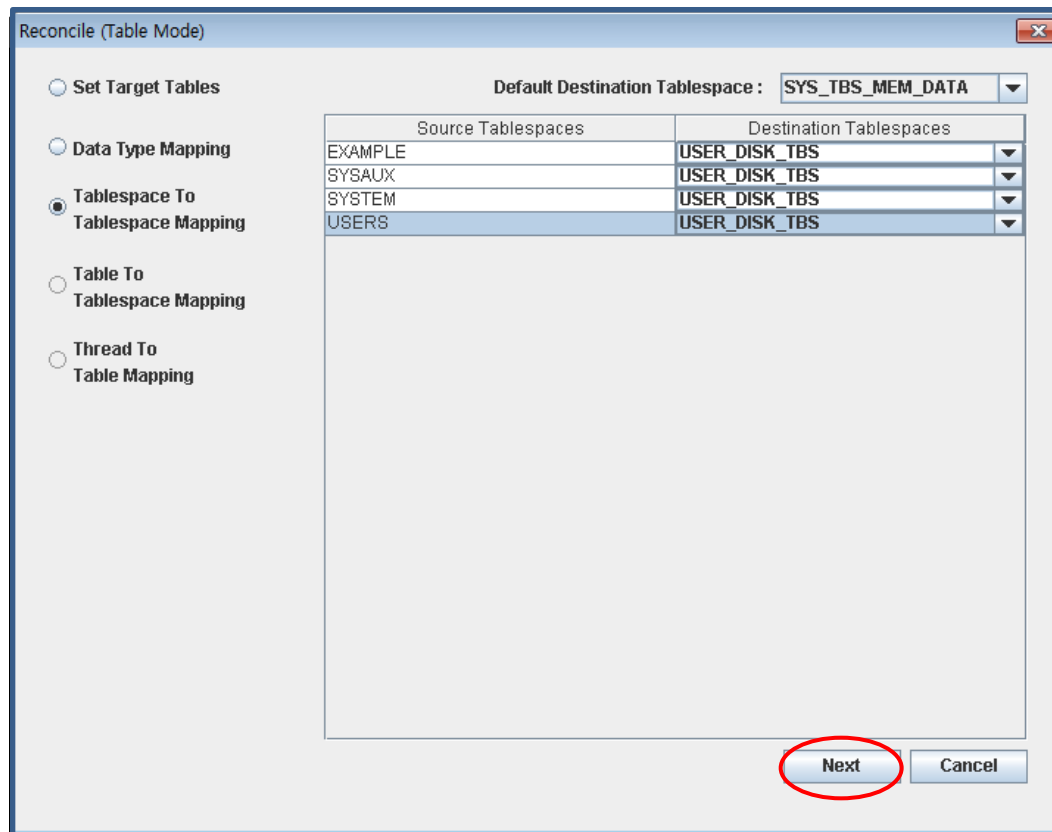 Reconcile (Table Mode)
Set Target Tables
Default Destination Tablespace : SYS_TBS_MEM_DATA
Data Type Mapping
Tablespace To
Tablespace Mapping
Table To
Tablespace Mapping
Thread To
Table Mapping
Source Tablespaces Destination Tablespaces
EXAMPLE USER_DISK_TBS
SYSAUX USER_DISK_TBS
SYSTEM USER_DISK_TBS
USERS USER_DISK_TBS
Next Cancel